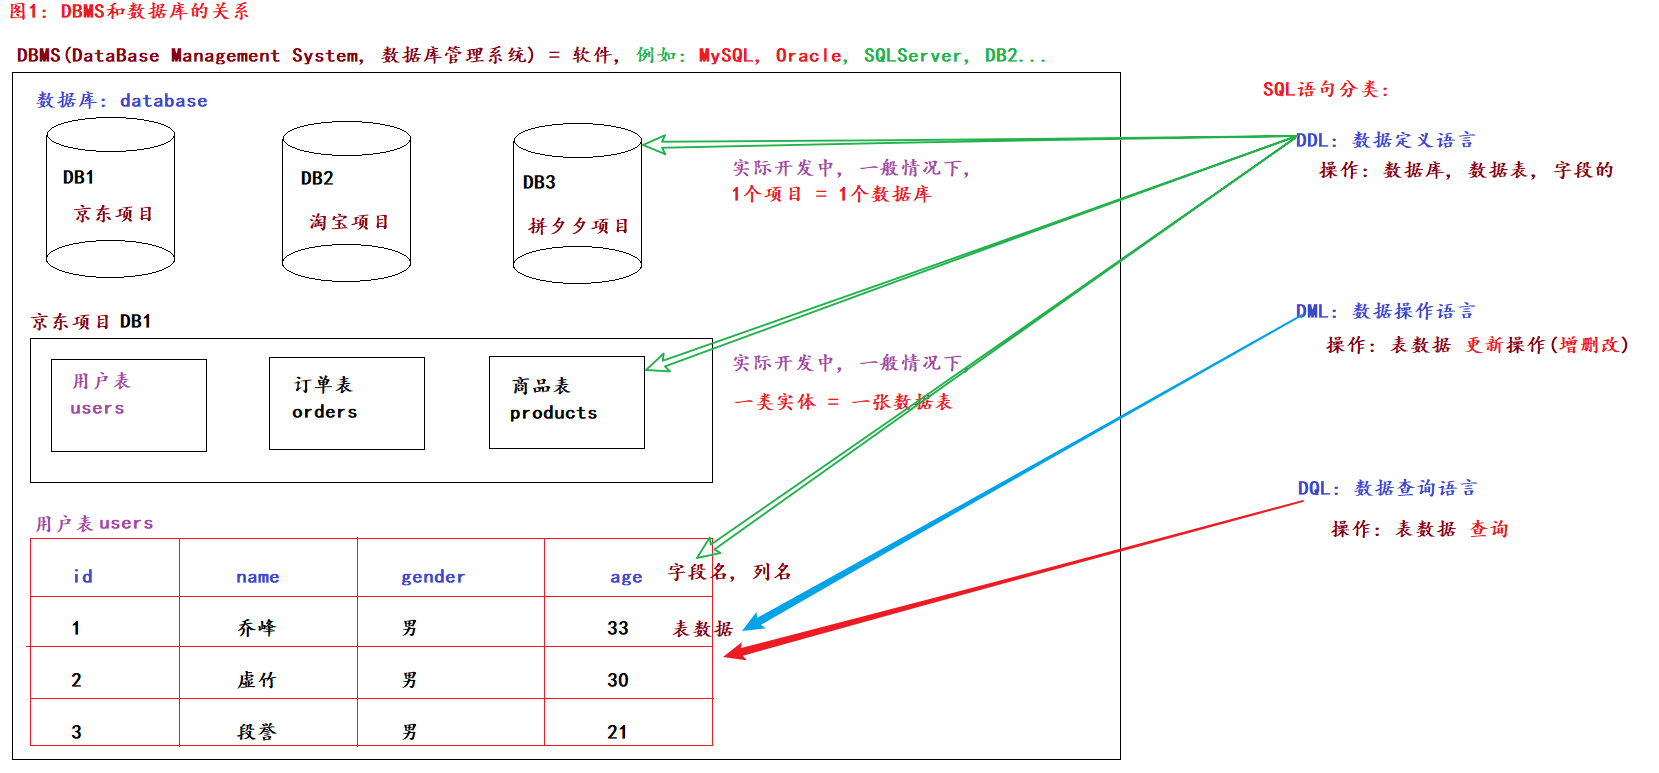 图1: DBMS和数据库的关系
DBMS(DataBase Management System, 数据库管理系统) = 软件, 例如: MySQL, Oracle, SQLServer, DB2...
数据库: database
DB1
京东项目
DB2
淘宝项目
DB3
拼夕夕项目
实际开发中, 一般情况下,
1个项目 = 1个数据库
京东项目 DB1
用户表
users
订单表
orders
商品表
products
实际开发中, 一般情况下,
一类实体 = 一张数据表
用户表 users
id name gender age 字段名, 列名
1 乔峰 男 33 表数据
2 虚竹 男 30
3 段誉 男 21
SQL语句分类:
DDL: 数据定义语言
操作: 数据库, 数据表, 字段的
DML: 数据操作语言
操作: 表数据 更新操作(增删改)
DQL: 数据查询语言
操作: 表数据 查询